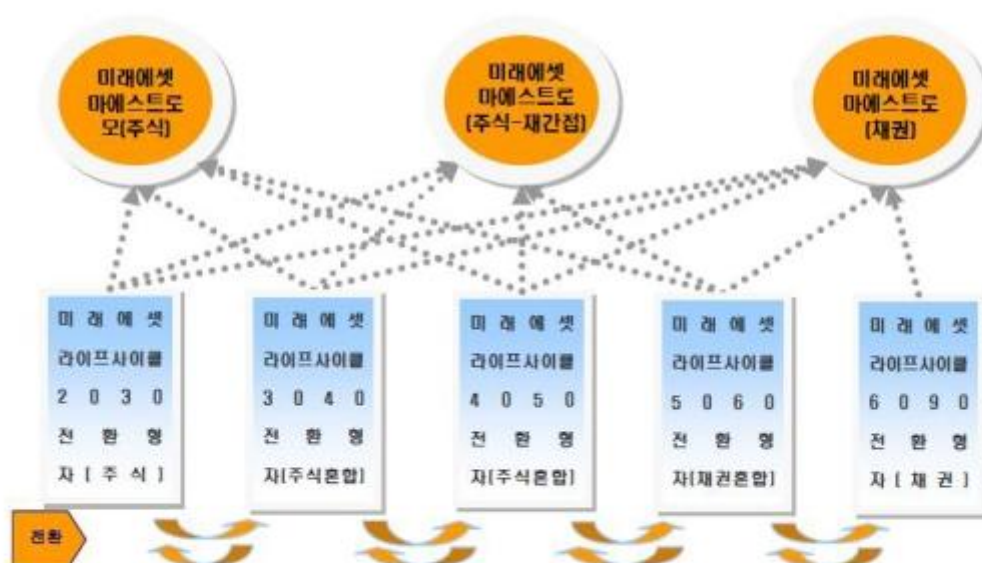 미래에셋
마에스트로
모(주식)
미래에셋
마에스트로
(주식-재간접)
미래에셋
마에스트로
(채권)
미 래 에 셋
라이프사이클
2 0 3 0
전 환 형
자 ( 주 식 )
미 래 에 셋
라이프사이클
3 0 4 0
전 환 형
자(주식혼합)
미 래 에 셋
라이프사이클
4 0 5 0
전 환 형
자(주식혼합)
미 래 에 셋
라이프사이클
5 0 6 0
전 환 형
자(채권혼합)
미 래 에 셋
라이프사이클
6 0 9 0
전 환 형
자 ( 채 권 )
전환